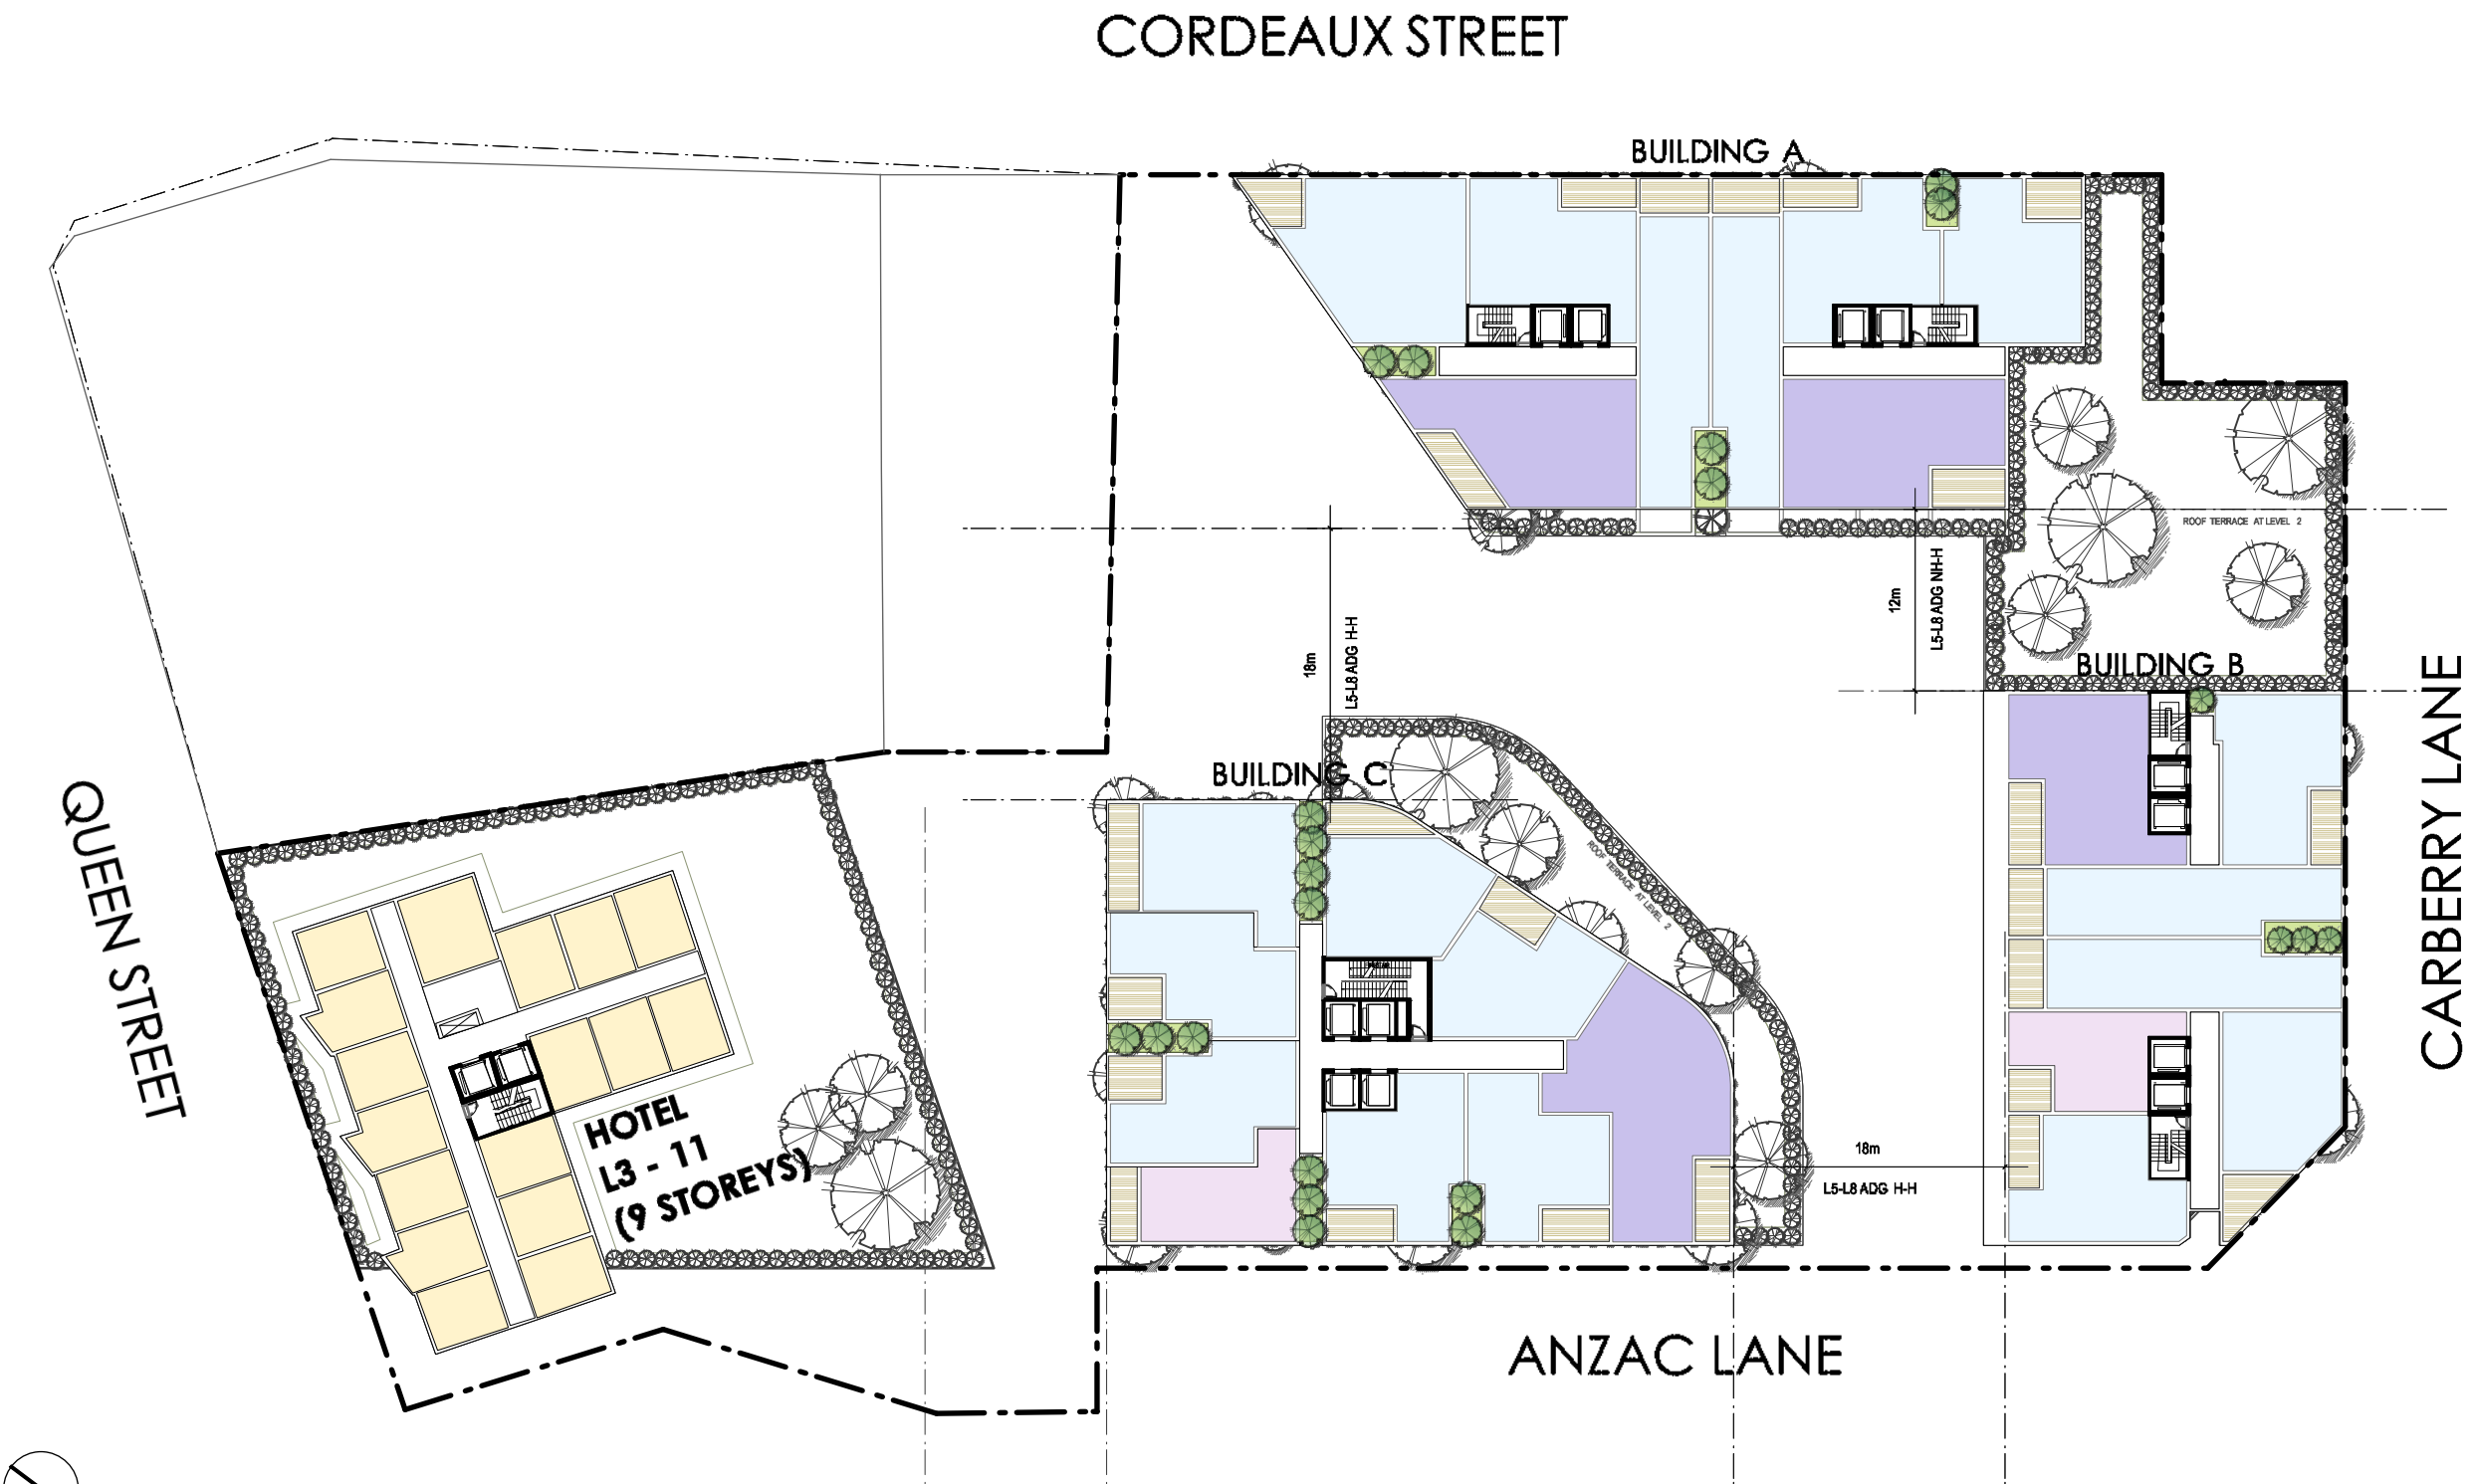 CORDEAUX STREET
BUILDING A
ROOF TERRACE AT LEVEL 2
12m
L5-L8 ADG NH-H
18m
L5-L8 ADG H-H
BUILDING B
BUILDING C
ROOF TERRACE AT LEVEL 2
CARBERRY LANE
QUEEN STREET
HOTEL
L3 - 11
(9 STOREYS)
18m
L5-L8 ADG H-H
ANZAC LANE